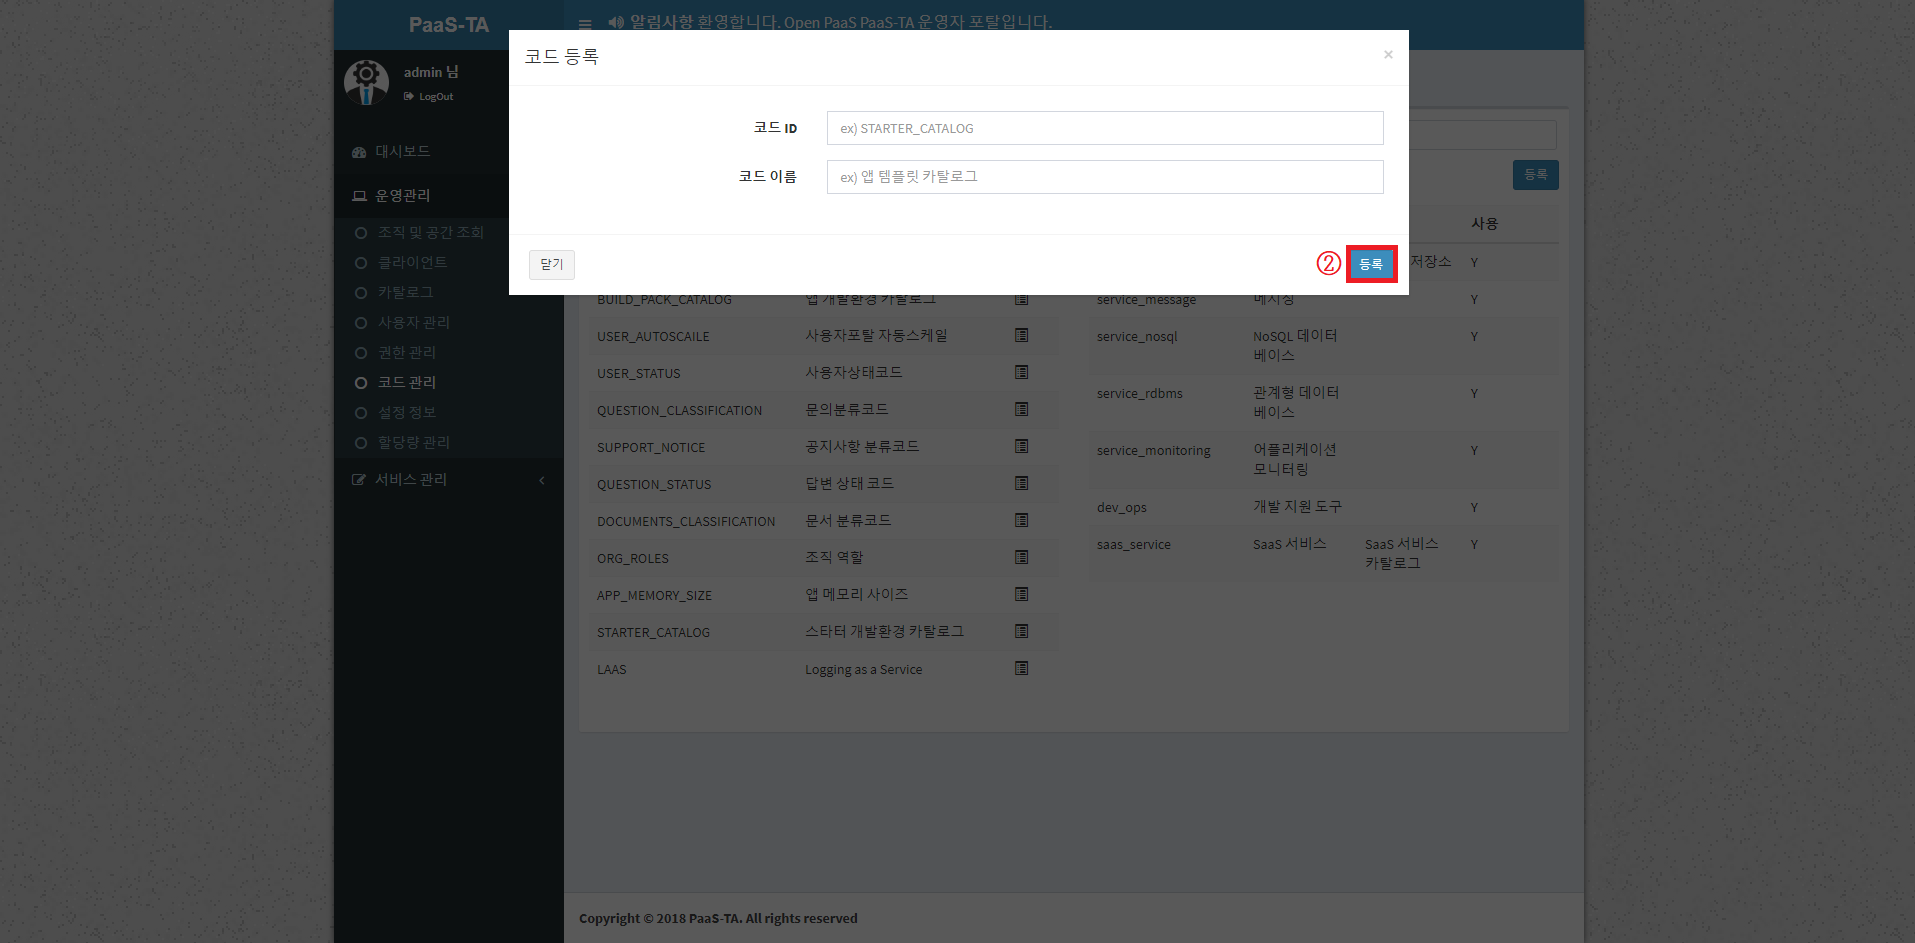 PaaS-TA
알림사항 환영합니다. Open PaaS PaaS-TA 운영자 포탈입니다.
admin 님
LogOut
대시보드
운영관리
조직 및 공간 조회
클라이언트
카탈로그
사용자 관리
권한 관리
코드 관리
설정 정보
할당량 관리
서비스 관리
코드 등록
×
코드 ID
ex) STARTER_CATALOG
코드 이름
ex) 앱 템플릿 카탈로그
닫기
② 등록
등록
사용
저장소 Y
BUILD_PACK_CATALOG 앱 개발환경 카탈로그
USER_AUTOSCAILE 사용자포탈 자동스케일
USER_STATUS 사용자상태코드
QUESTION_CLASSIFICATION 문의분류코드
SUPPORT_NOTICE 공지사항 분류코드
QUESTION_STATUS 답변 상태 코드
DOCUMENTS_CLASSIFICATION 문서 분류코드
ORG_ROLES 조직 역할
APP_MEMORY_SIZE 앱 메모리 사이즈
STARTER_CATALOG 스타터 개발환경 카탈로그
LAAS Logging as a Service
service_message 메시징 Y
service_nosql NoSQL 데이터 Y
베이스
service_rdbms 관계형 데이터 Y
베이스
service_monitoring 어플리케이션 Y
모니터링
dev_ops 개발 지원 도구 Y
saas_service SaaS 서비스 SaaS 서비스 Y
카탈로그
Copyright © 2018 PaaS-TA. All rights reserved